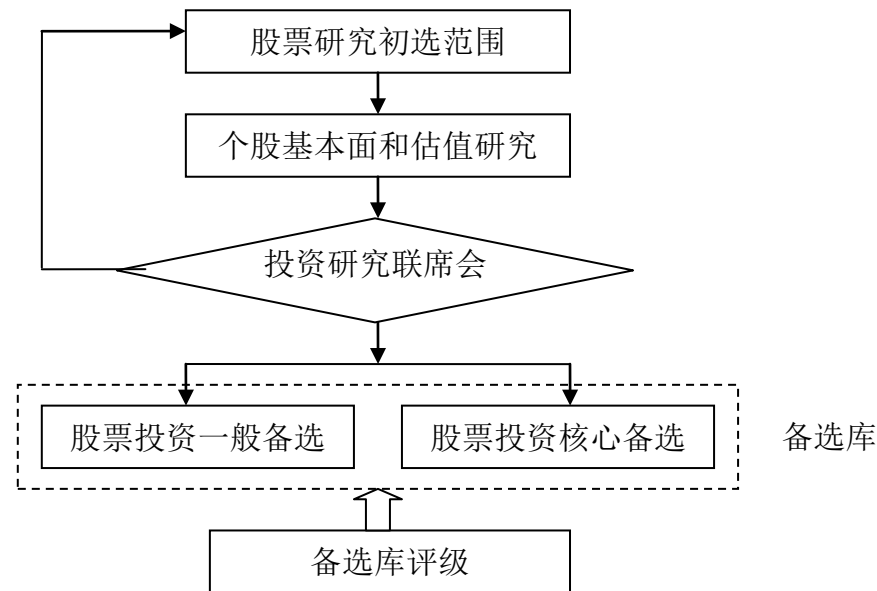 股票研究初选范围
个股基本面和估值研究
投资研究联席会
股票投资一般备选
股票投资核心备选
备选库
备选库评级